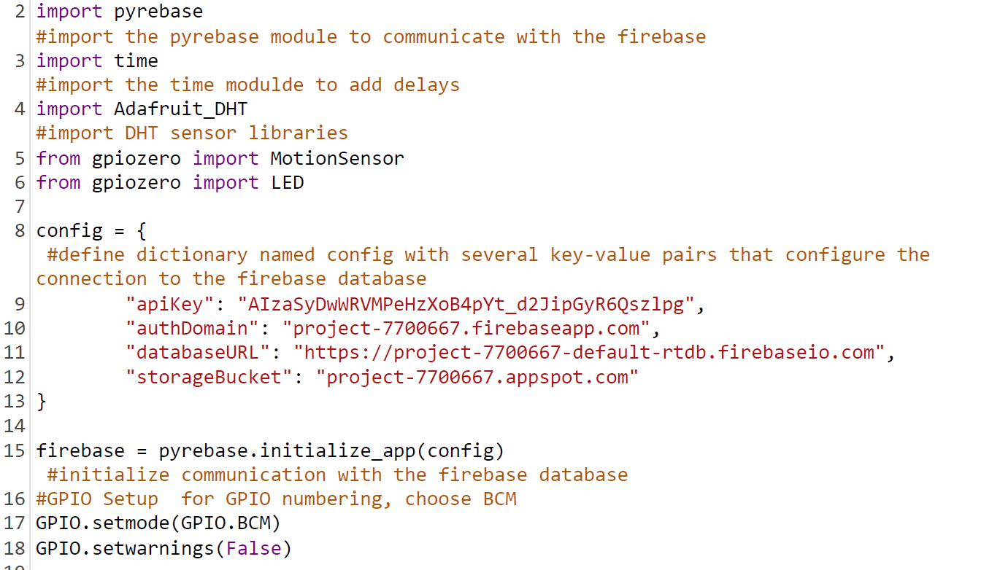 2 import pyrebase
#import the pyrebase module to communicate with the firebase
3 import time
#import the time modulde to add delays
4 import Adafruit_DHT
#import DHT sensor libraries
5 from gpiozero import MotionSensor
6 from gpiozero import LED
7
8 config = {
#define dictionary named config with several key-value pairs that configure the
connection to the firebase database
9 "apiKey": "AIzaSyDwWRVMPeHzXoB4pYt_d2JipGyR6Qszlpg",
10 "authDomain": "project-7700667.firebaseapp.com",
11 "databaseURL": "https://project-7700667-default-rtdb.firebaseio.com",
12 "storageBucket": "project-7700667.appspot.com"
13 }
14
15 firebase = pyrebase.initialize_app(config)
#initialize communication with the firebase database
16 #GPIO Setup  for GPIO numbering, choose BCM
17 GPIO.setmode(GPIO.BCM)
18 GPIO.setwarnings(False)